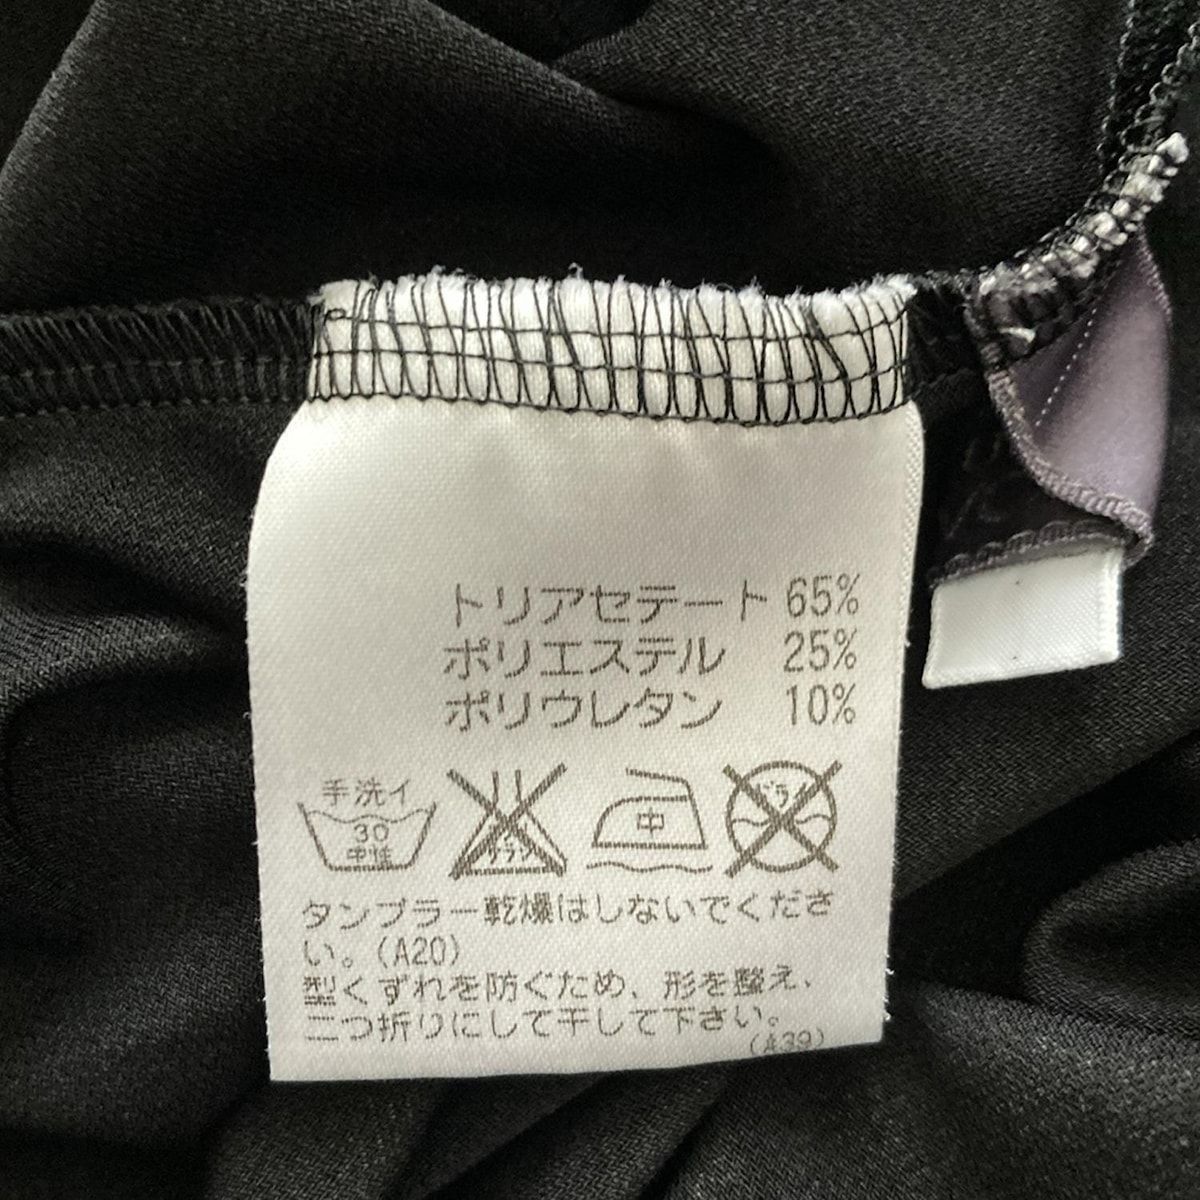 トリアセテート 65%
ポリエステル 25%
ポリウレタン 10%
手洗イ
30
中性
中
ドライ
タンブラー乾燥はしないでくださ
い。(A20)
型くずれを防ぐため、形を整え、
二つ折りにして干して下さい。
(A39)